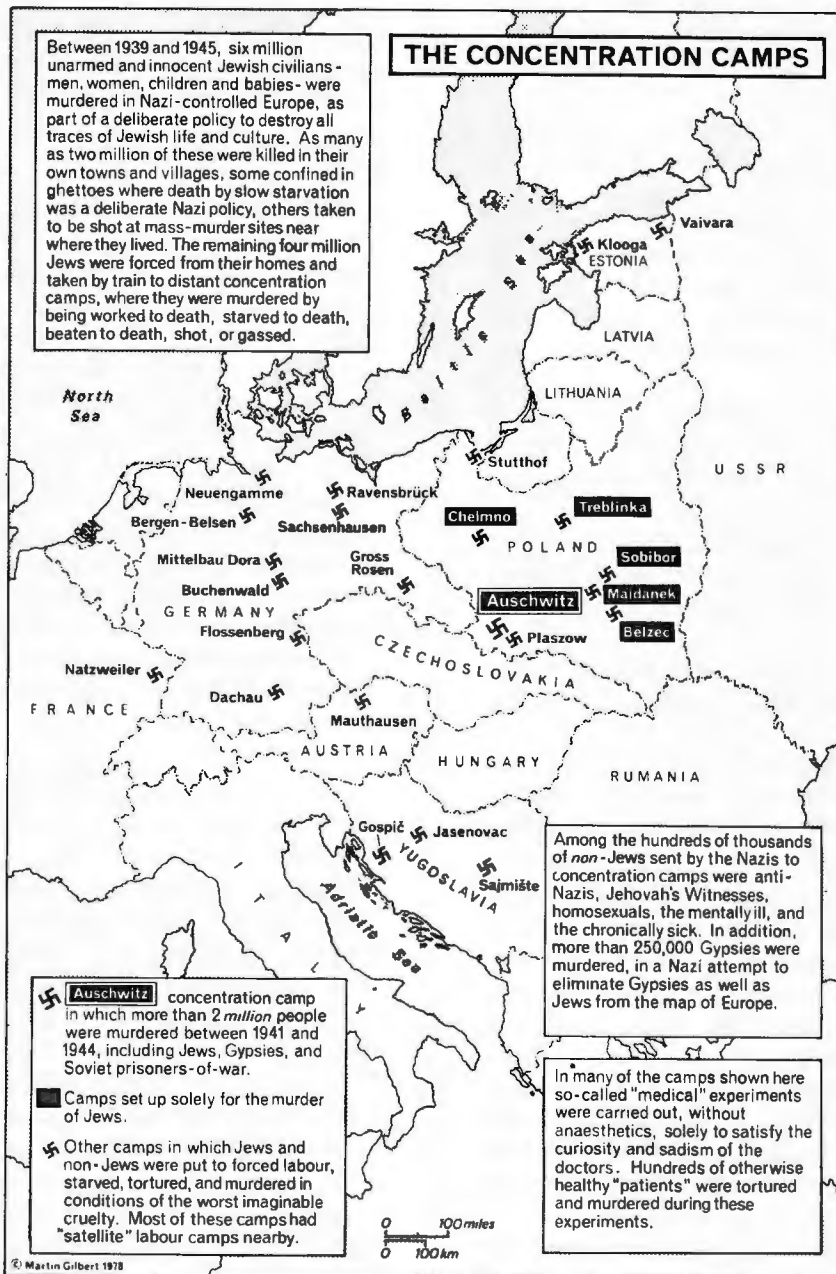 THE CONCENTRATION CAMPS
Between 1939 and 1945, six million
unarmed and innocent Jewish civilians-
men, women, children and babies- were
murdered in Nazi-controlled Europe, as
part of a deliberate policy to destroy all
traces of Jewish life and culture. As many
as two million of these were killed in their
own towns and villages, some confined in
ghettoes where death by slow starvation
was a deliberate Nazi policy, others taken
to be shot at mass-murder sites near
where they lived. The remaining four million
Jews were forced from their homes and
taken by train to distant concentration
camps, where they were murdered by
being worked to death, starved to death,
beaten to death, shot, or gassed.
Vaivara
Klooga
ESTONIA
LATVIA
LITHUANIA
North
Sea
Baltic Sea
USSR
Stutthof
Neuengamme
Ravensbrück
Bergen-Belsen
Sachsenhausen
Chelmno
Treblinka
POLAND
Mittelbau Dora
Gross
Rosen
Sobibor
Buchenwald
Auschwitz
Maidanek
GERMANY
Flossenberg
Plaszow
Belzec
CZECHOSLOVAKIA
Natzweiler
FRANCE
Dachau
Mauthausen
AUSTRIA
HUNGARY
RUMANIA
Gospič
Jasenovac
YUGOSLAVIA
Sajmište
ITALY
Adriatic Sea
Among the hundreds of thousands
of non-Jews sent by the Nazis to
concentration camps were anti-
Nazis, Jehovah's Witnesses,
homosexuals, the mentally ill, and
the chronically sick. In addition,
more than 250,000 Gypsies were
murdered, in a Nazi attempt to
eliminate Gypsies as well as
Jews from the map of Europe.
Auschwitz concentration camp
in which more than 2 million people
were murdered between 1941 and
1944, including Jews, Gypsies, and
Soviet prisoners-of-war.
Camps set up solely for the murder
of Jews.
Other camps in which Jews and
non-Jews were put to forced labour,
starved, tortured, and murdered in
conditions of the worst imaginable
cruelty. Most of these camps had
"satellite" labour camps nearby.
In many of the camps shown here
so-called "medical" experiments
were carried out, without
anaesthetics, solely to satisfy the
curiosity and sadism of the
doctors. Hundreds of otherwise
healthy "patients" were tortured
and murdered during these
experiments.
0 100 miles
0 100 km
© Martin Gilbert 1978